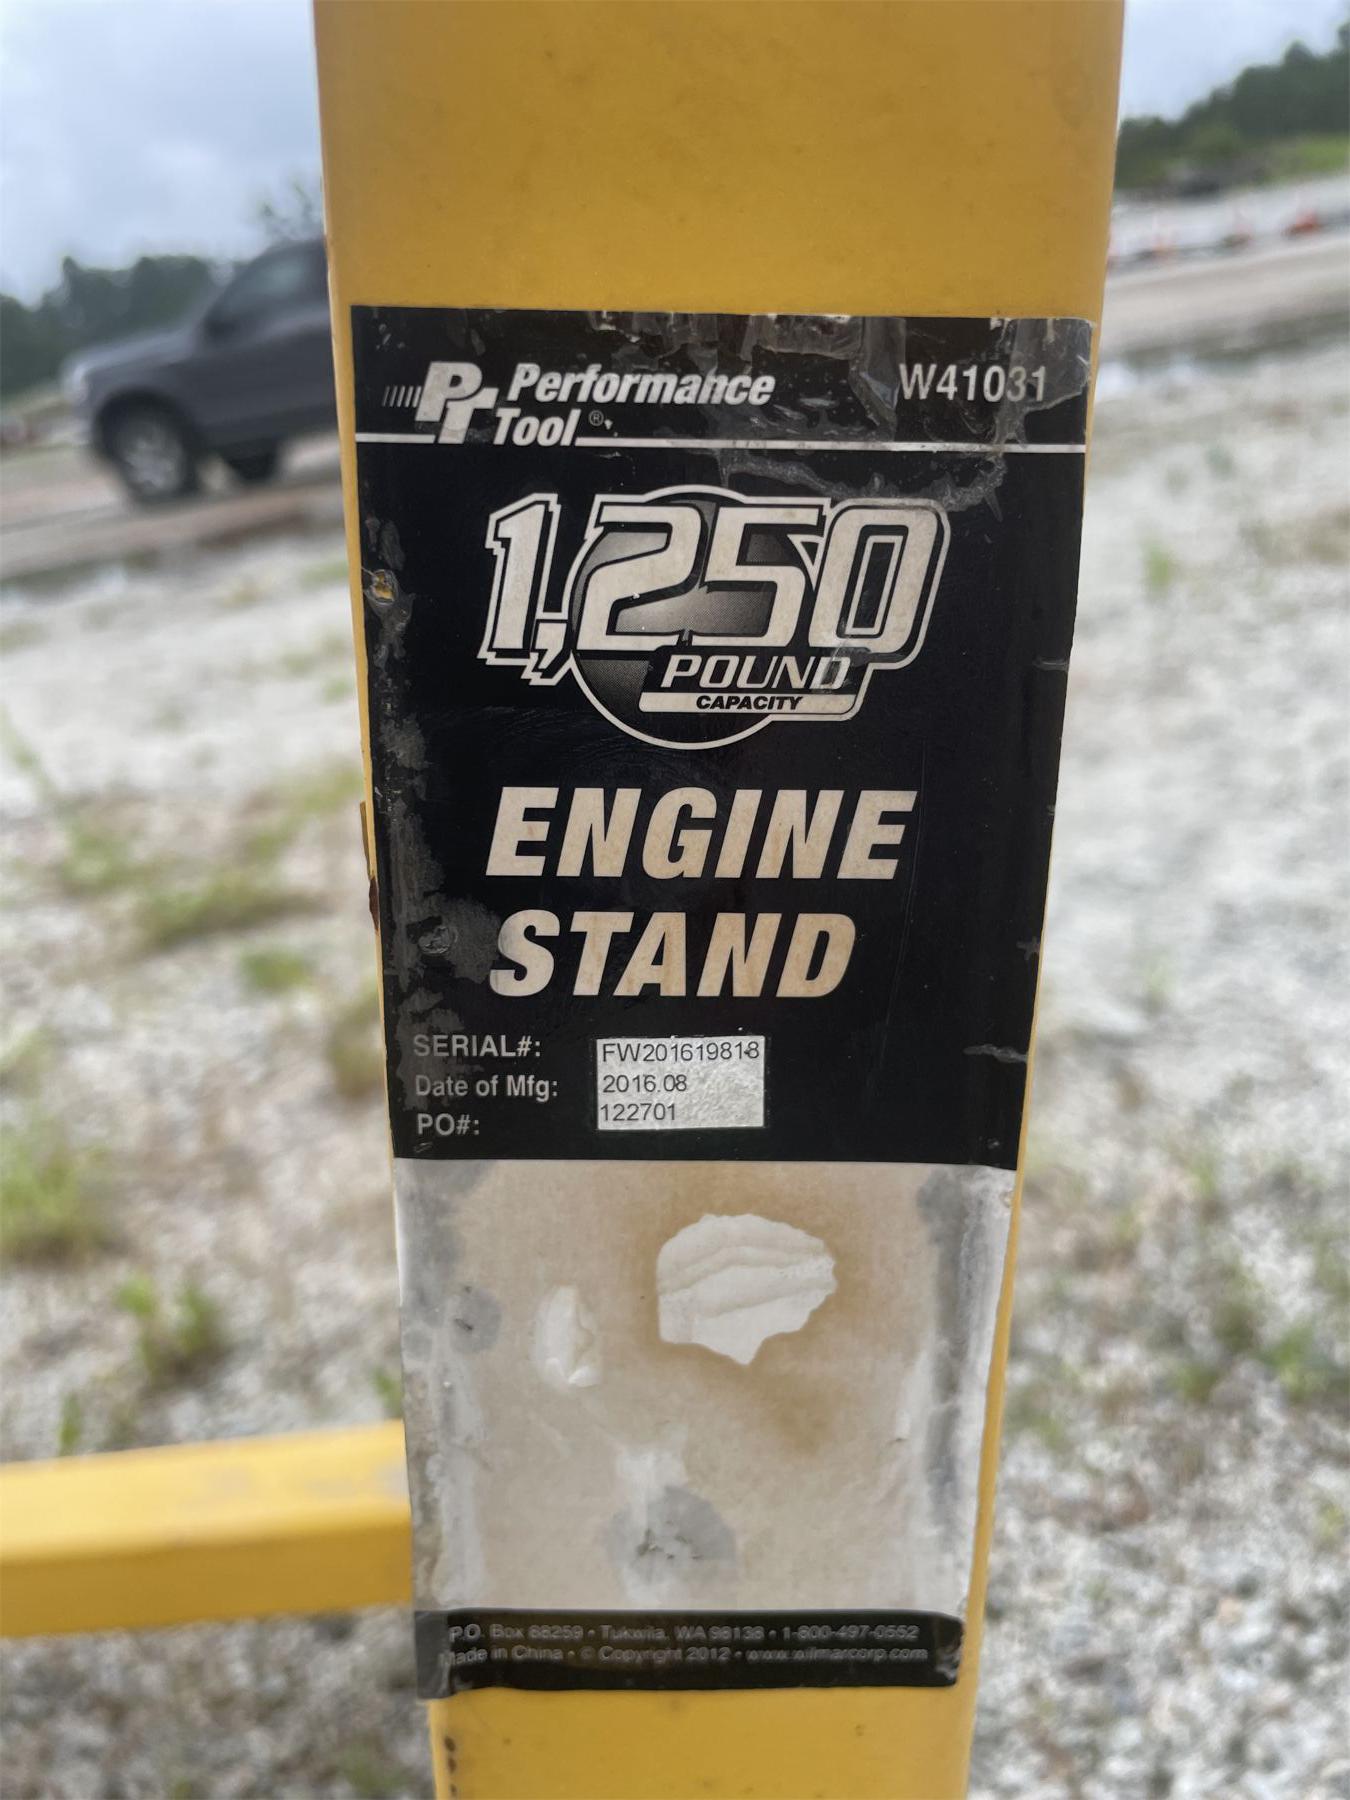 PT Performance W41031
Tool®
1,250
POUND
CAPACITY
ENGINE
STAND
SERIAL#: FW201619818
Date of Mfg: 2016.08
PO#: 122701
P.O. Box 88259 • Tukwila, WA 98138 • 1-800-497-0552
Made in China • © Copyright 2012 • www.wilmarcorp.com